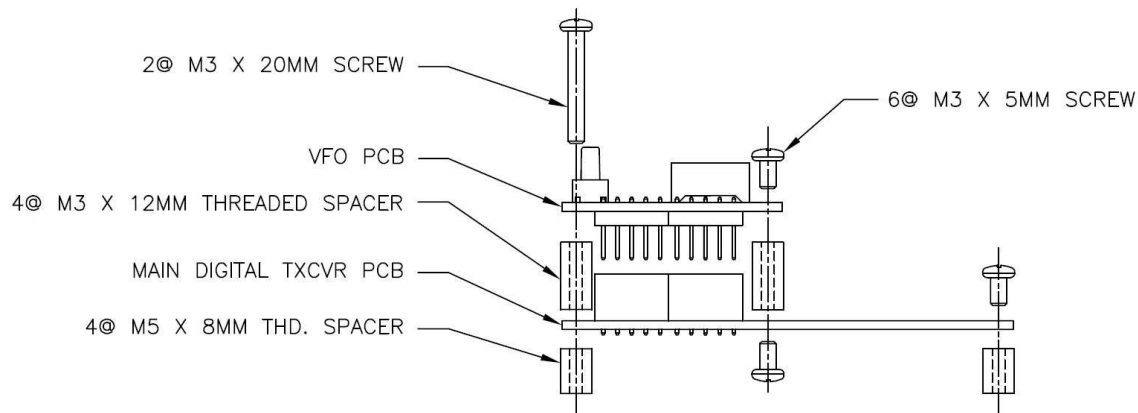 2@ M3 X 20MM SCREW
6@ M3 X 5MM SCREW
VFO PCB
4@ M3 X 12MM THREADED SPACER
MAIN DIGITAL TXCVR PCB
4@ M5 X 8MM THD. SPACER